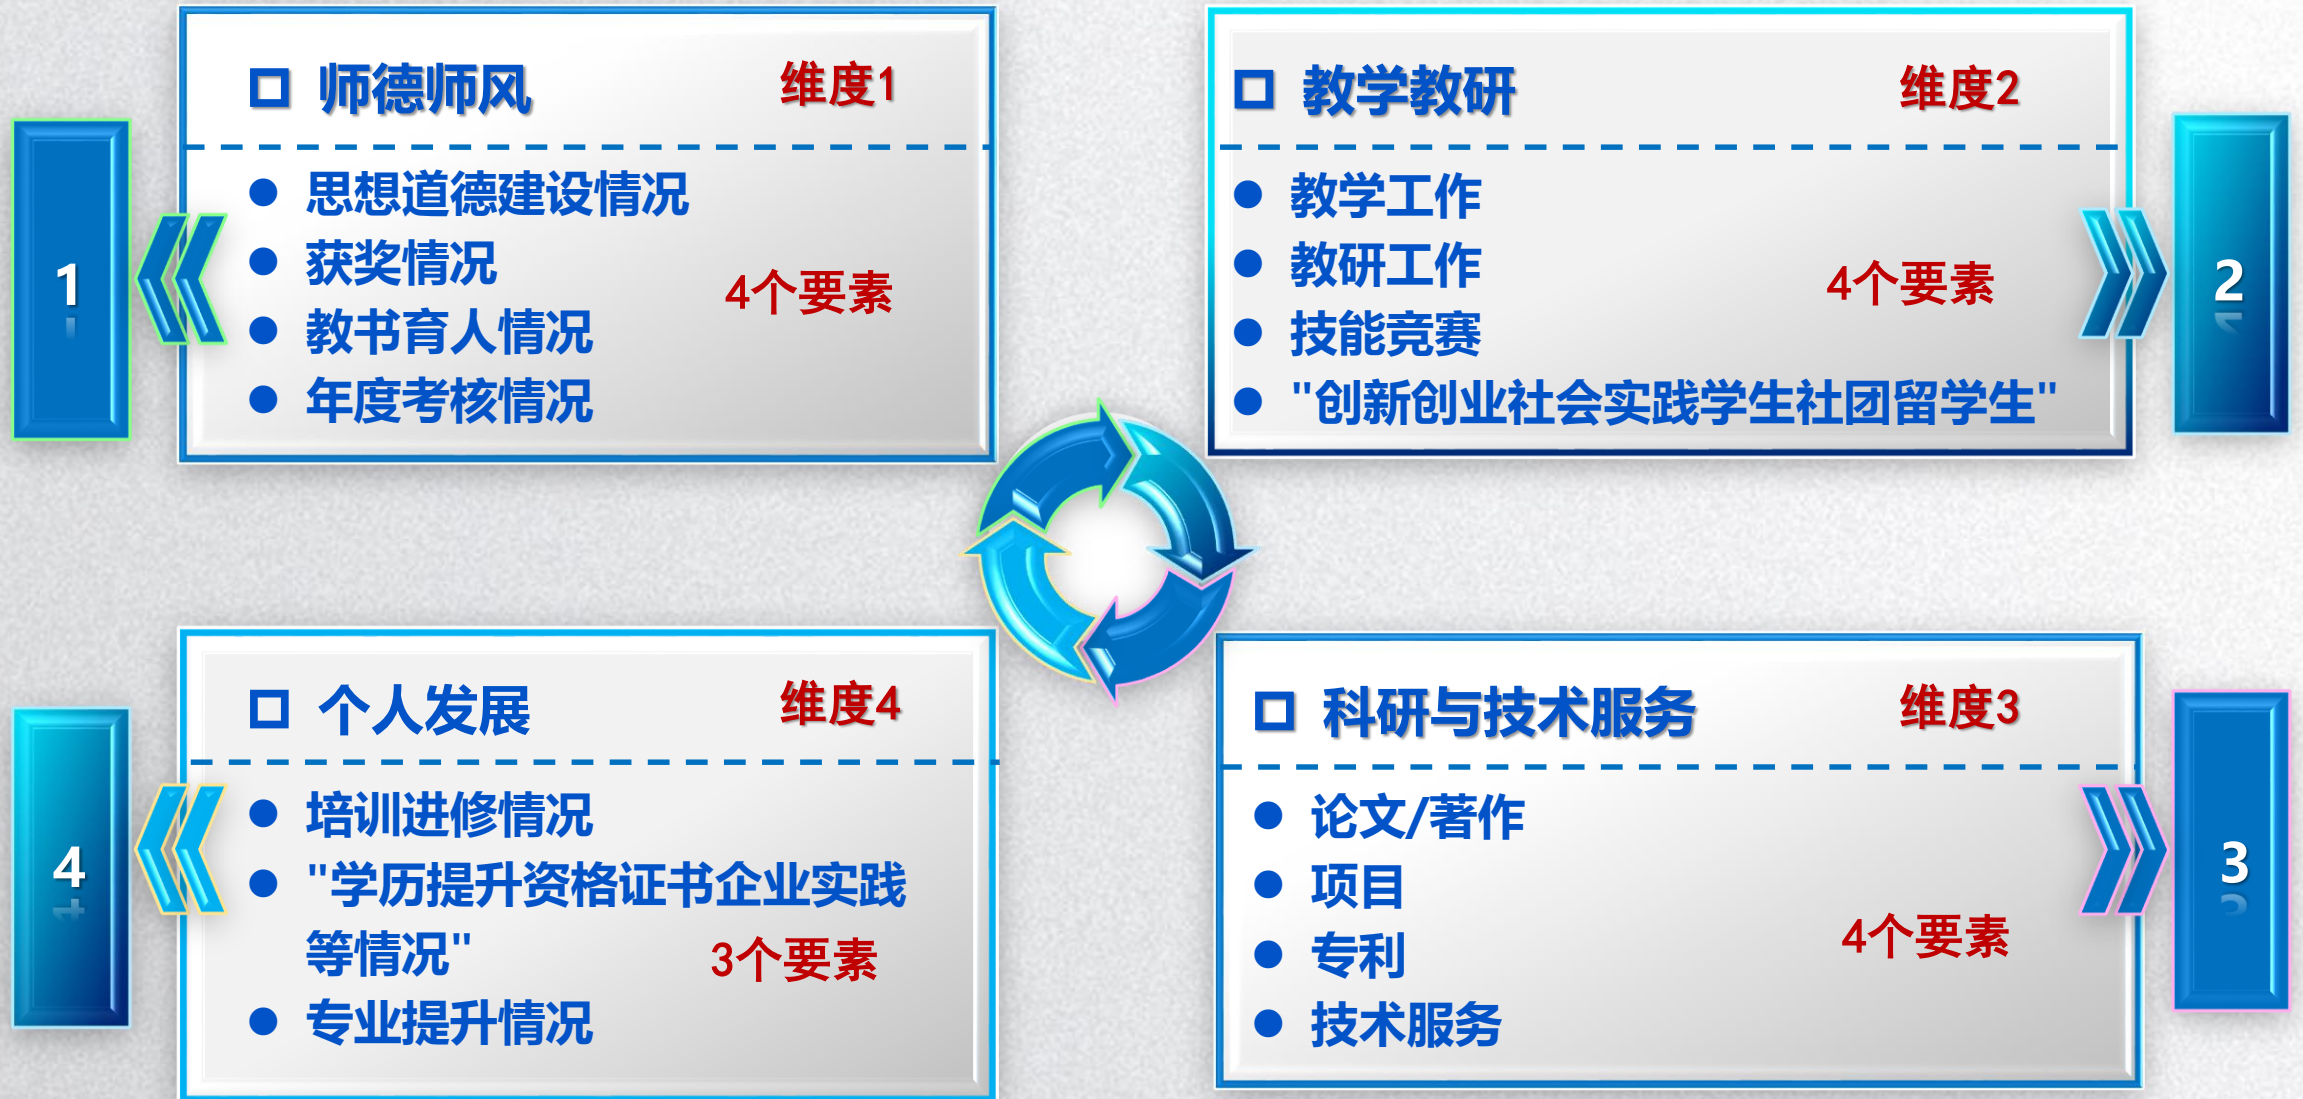 1
师德师风
维度1
思想道德建设情况
获奖情况
4个要素
教书育人情况
年度考核情况
教学教研
维度2
教学工作
教研工作
4个要素
技能竞赛
"创新创业社会实践学生社团留学生"
2
4
个人发展
维度4
培训进修情况
"学历提升资格证书企业实践
等情况"
3个要素
专业提升情况
科研与技术服务
维度3
论文/著作
项目
4个要素
专利
技术服务
3